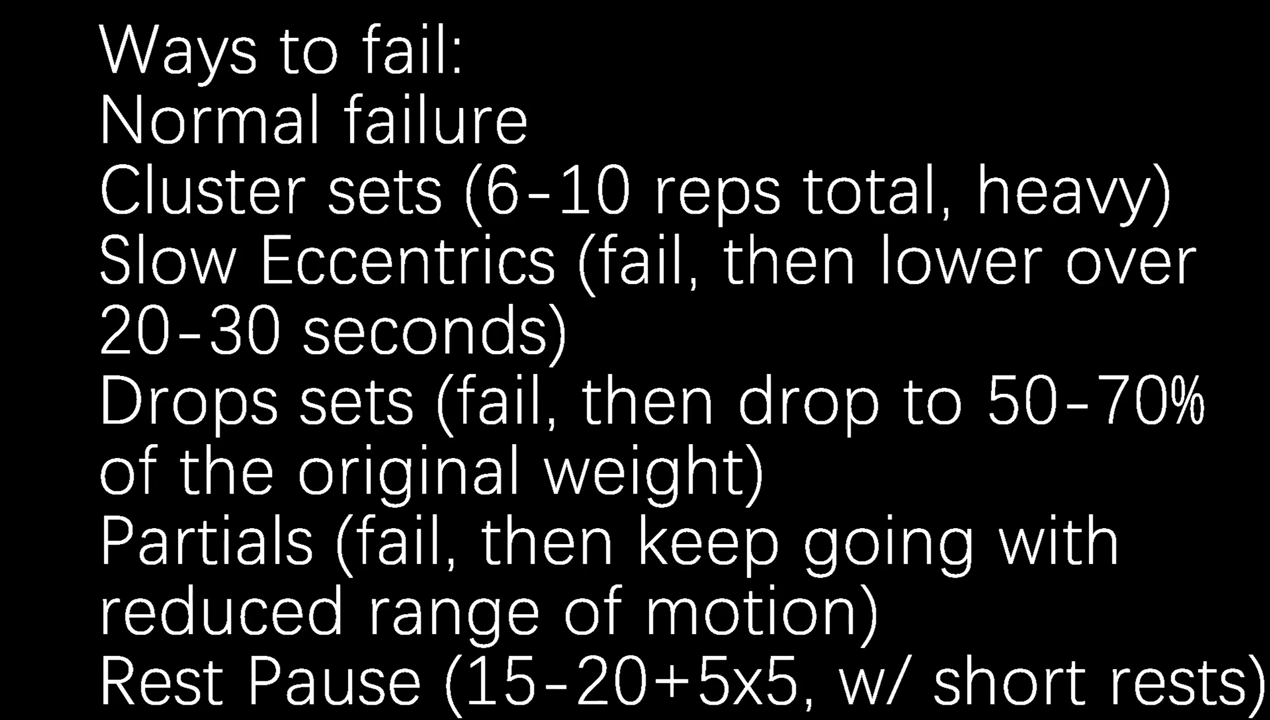 Ways to fail:
Normal failure
Cluster sets (6-10 reps total, heavy)
Slow Eccentrics (fail, then lower over
20-30 seconds)
Drops sets (fail, then drop to 50-70%
of the original weight)
Partials (fail, then keep going with
reduced range of motion)
Rest Pause (15-20+5x5, w/ short rests)